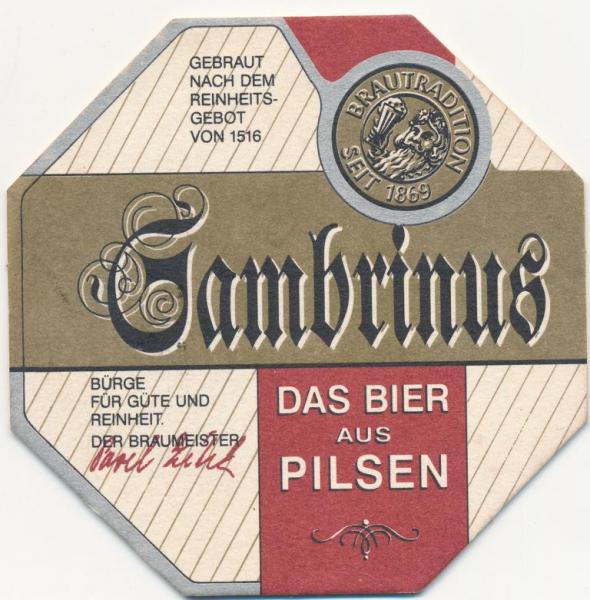 GEBRAUT
NACH DEM
REINHEITS-
GEBOT
VON 1516
BRAUTRADITION
SEIT 1869
Gambrinus
BÜRGE
FÜR GÜTE UND
REINHEIT.
DER BRAUMEISTER
Pavel
DAS BIER
AUS
PILSEN